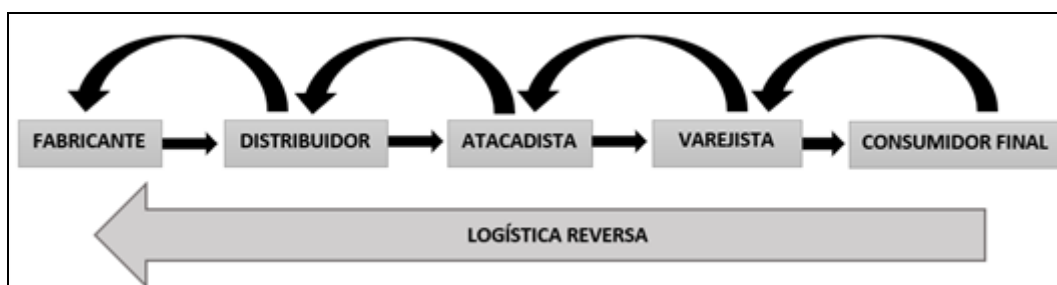 FABRICANTE
DISTRIBUIDOR
ATACADISTA
VAREJISTA
CONSUMIDOR FINAL
LOGÍSTICA REVERSA